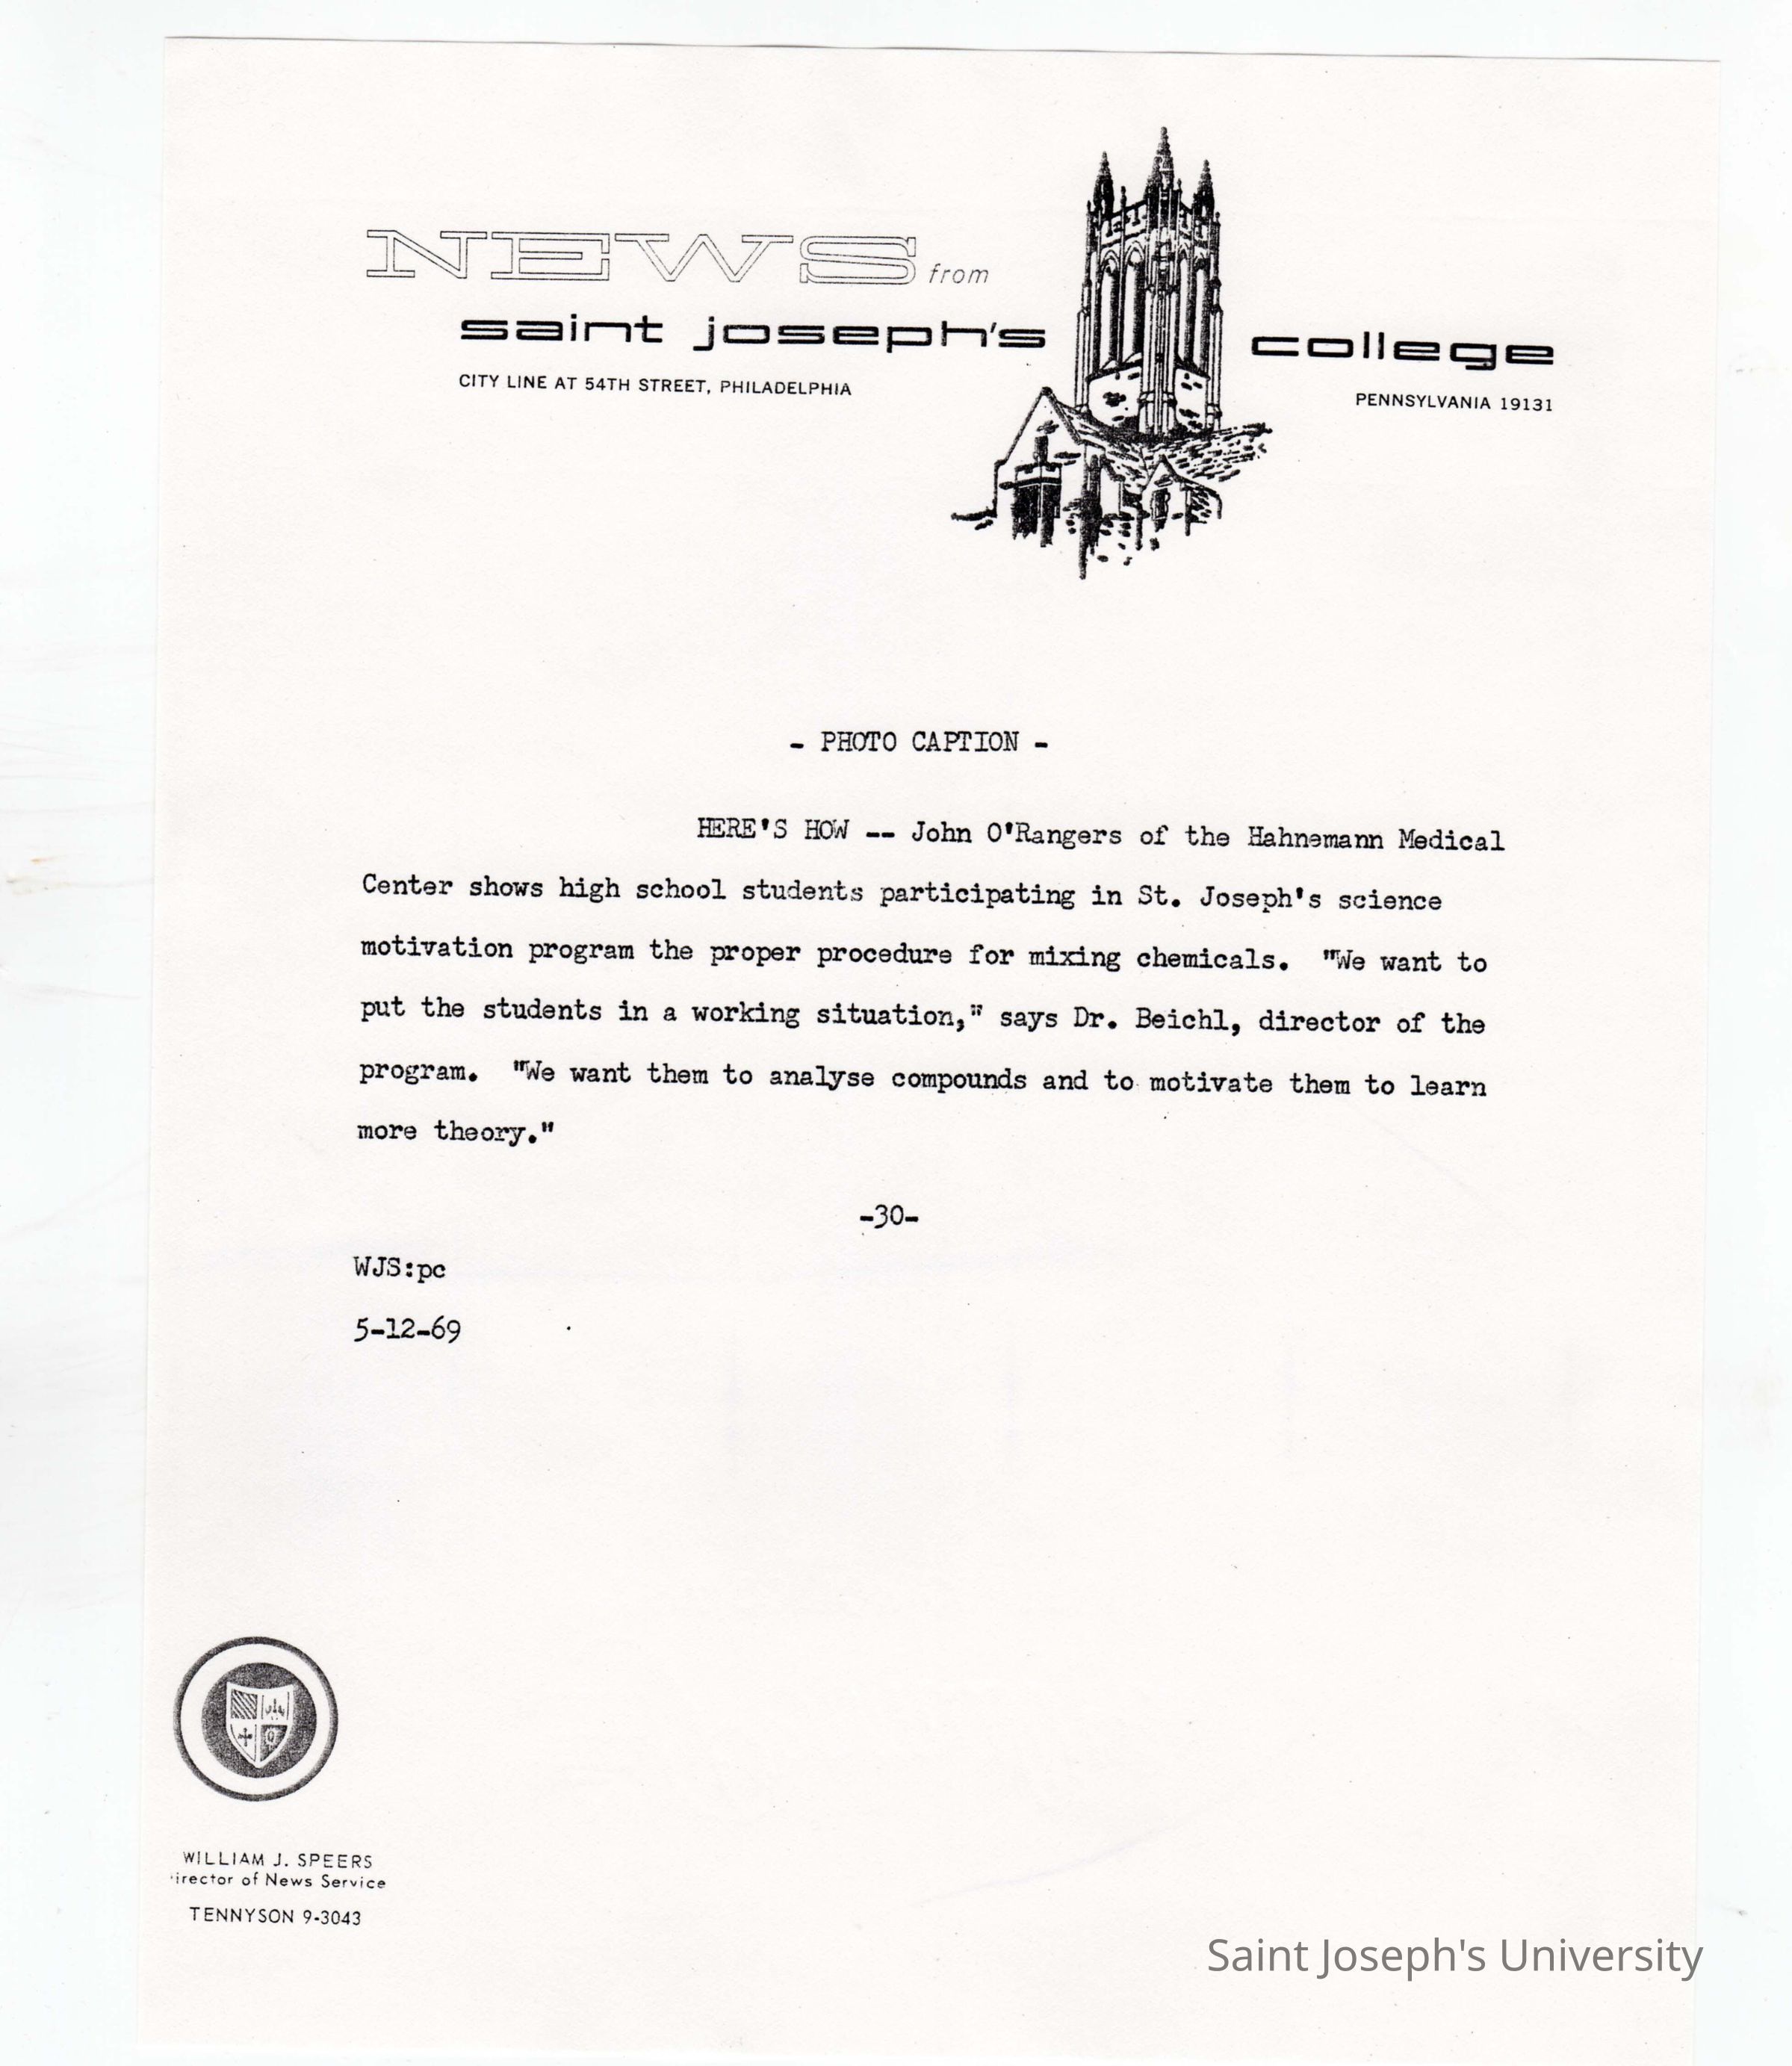 NEWS from
saint joseph's college
CITY LINE AT 54TH STREET, PHILADELPHIA PENNSYLVANIA 19131
- PHOTO CAPTION -
HERE'S HOW -- John O'Rangers of the Hahnemann Medical
Center shows high school students participating in St. Joseph's science
motivation program the proper procedure for mixing chemicals. "We want to
put the students in a working situation," says Dr. Beichl, director of the
program. "We want them to analyse compounds and to motivate them to learn
more theory."
-30-
WJS:pc
5-12-69
WILLIAM J. SPEERS
irector of News Service
TENNYSON 9-3043
Saint Joseph's University